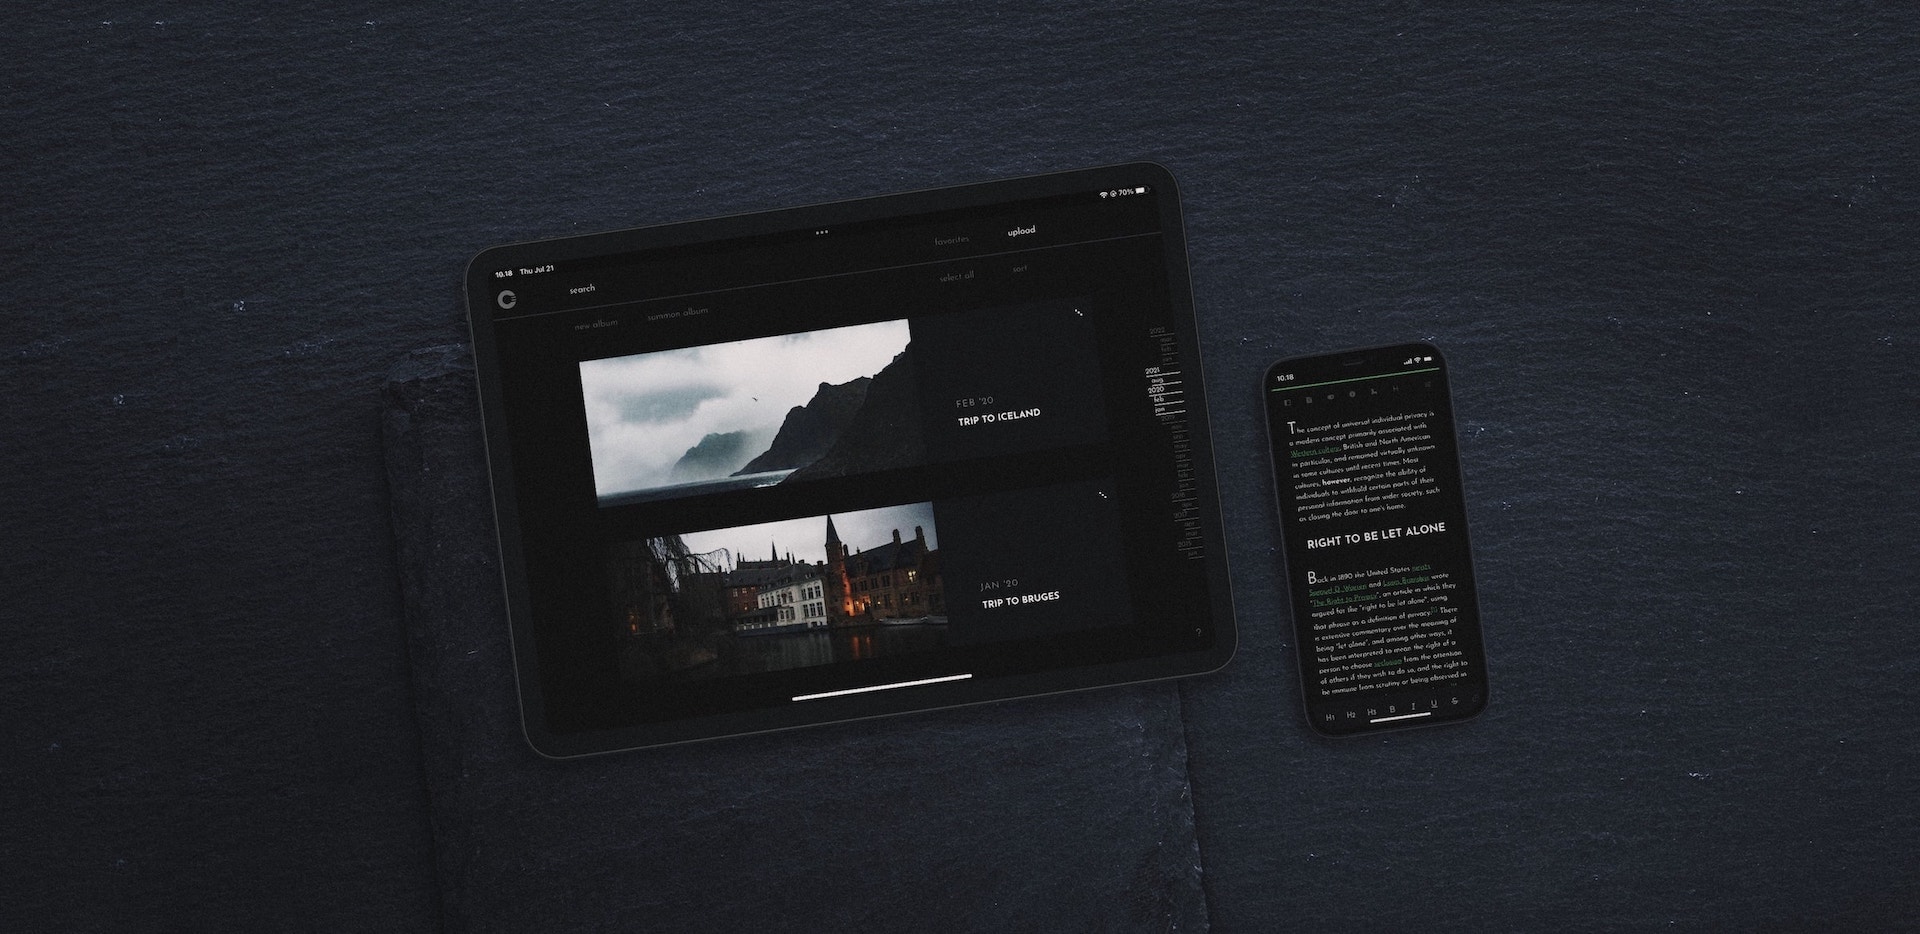 10.18 Thu Jul 21
70%
search
favorites
upload
new album
summon album
select all
sort
FEB '20
TRIP TO ICELAND
JAN '20
TRIP TO BRUGES
2022
mar
feb
jan
2021
aug
2020
feb
jan
?
10.18
The concept of universal individual privacy is
a modern concept primarily associated with
Western culture, British and North American
in particular, and remained virtually unknown
in some cultures until recent times. Most
cultures, however, recognize the ability of
individuals to withhold certain parts of their
personal information from wider society, such
as closing the door to one's home.
RIGHT TO BE LET ALONE
Back in 1890 the United States
Samuel D. Warren and Louis Brandeis wrote
"The Right to Privacy", an article in which they
argued for the "right to be let alone", using
that phrase as a definition of privacy.[1] There
is extensive commentary over the meaning of
being "let alone", and among other ways, it
has been interpreted to mean the right of a
person to choose seclusion from the attention
of others if they wish to do so, and the right to
be immune from scrutiny or being observed in
H1 H2 H3 B I U S